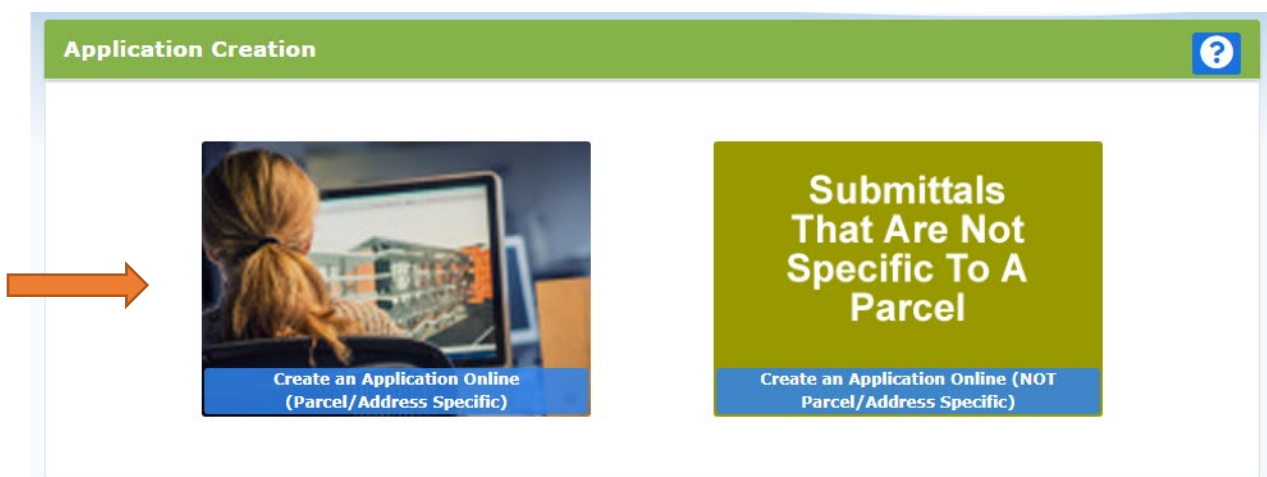 Application Creation
?
Create an Application Online
(Parcel/Address Specific)
Submittals
That Are Not
Specific To A
Parcel
Create an Application Online (NOT
Parcel/Address Specific)